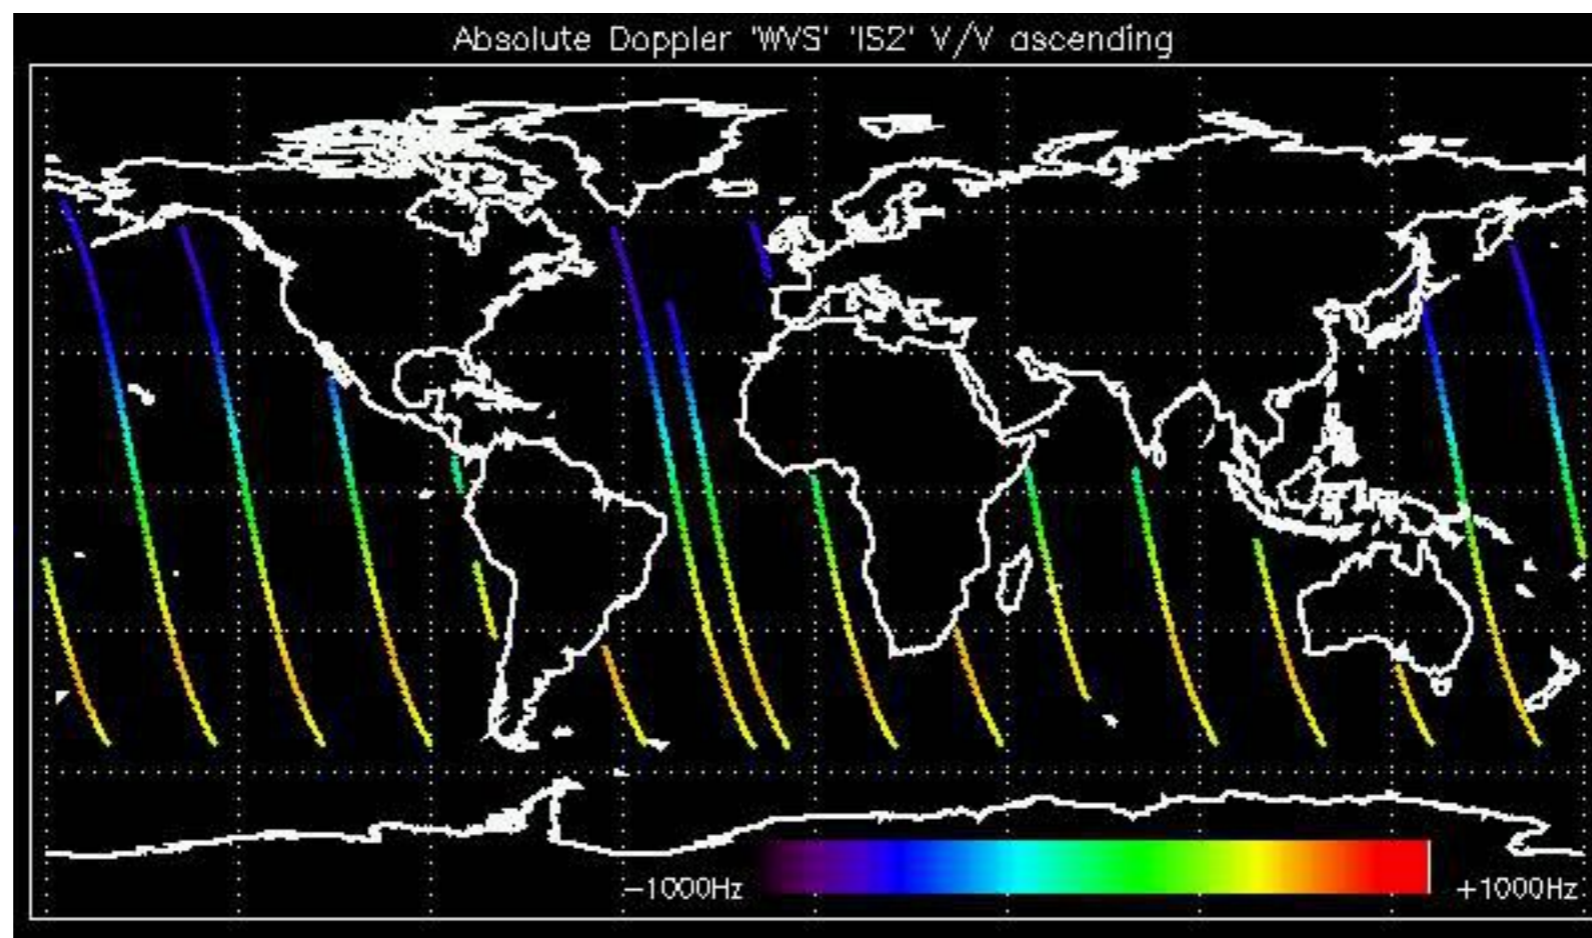 Absolute Doppler 'WVS' 'IS2' V/V ascending
−1000Hz +1000Hz